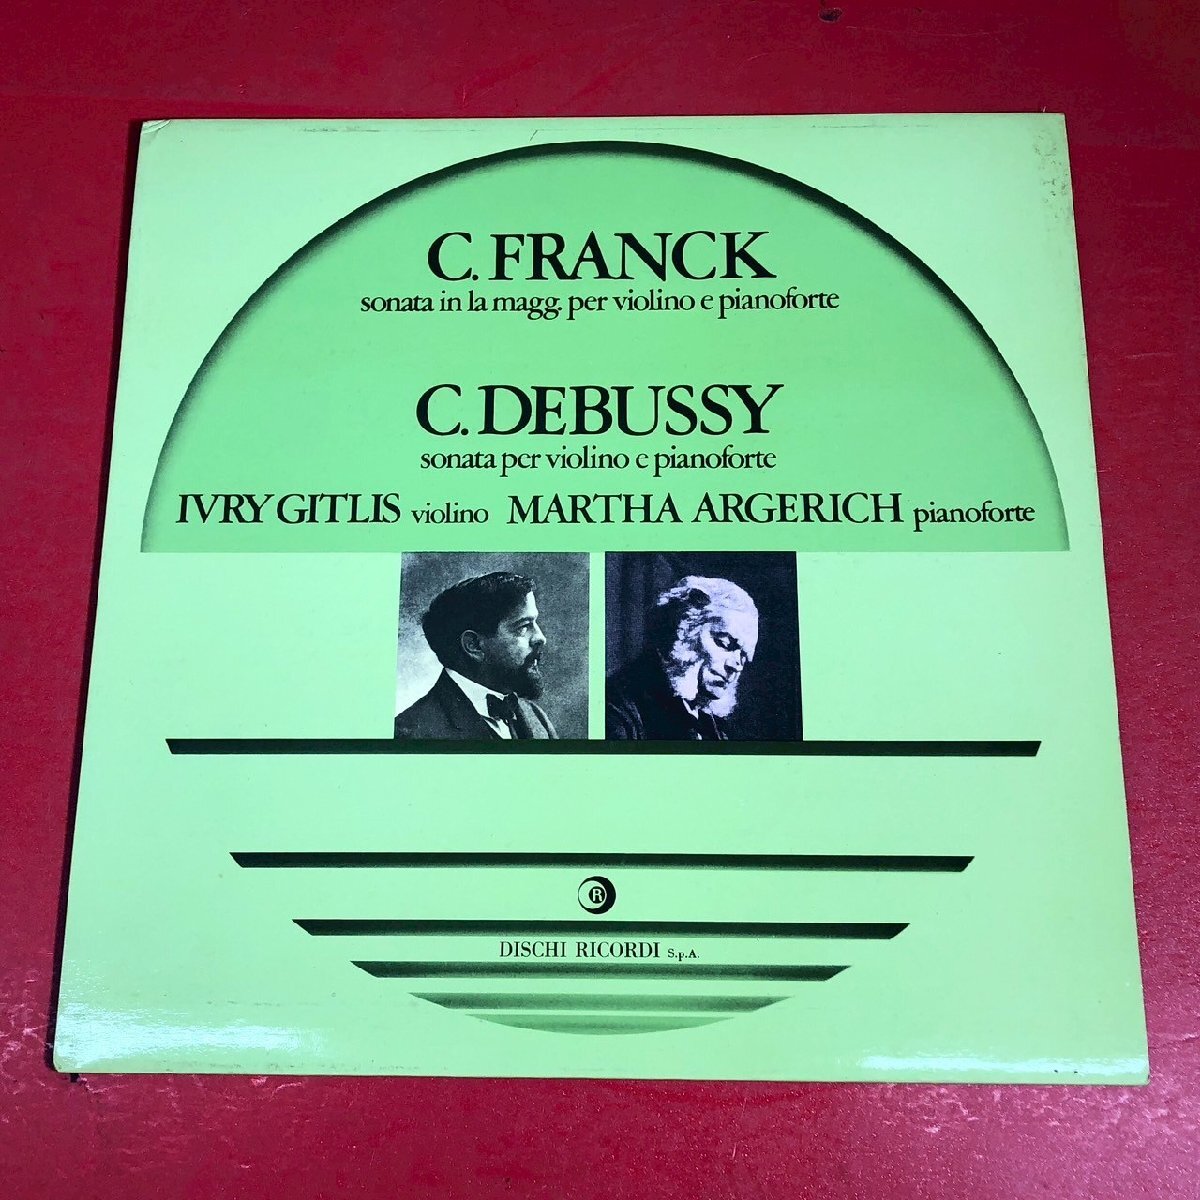 C. FRANCK
sonata in la magg. per violino e pianoforte
C. DEBUSSY
sonata per violino e pianoforte
IVRY GITLIS violino MARTHA ARGERICH pianoforte
R
DISCHI RICORDI S.p.A.